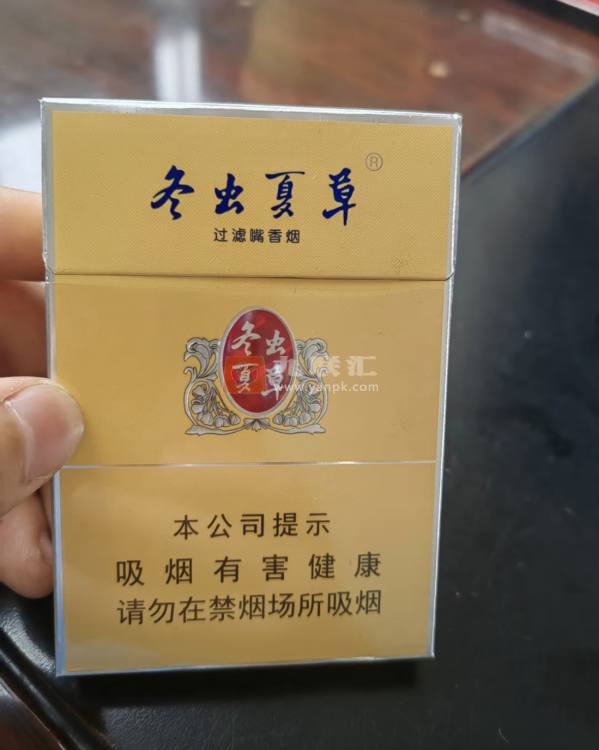 冬虫夏草®
过滤嘴香烟
冬虫
夏草
www.yanpk.com
本公司提示
吸烟有害健康
请勿在禁烟场所吸烟